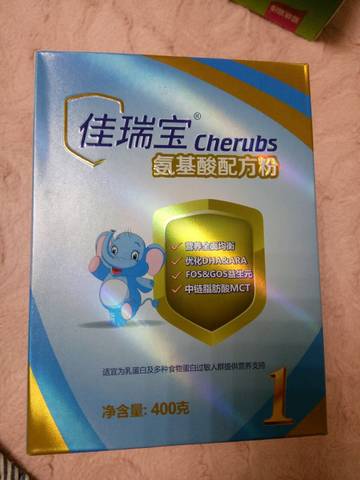 佳瑞宝® Cherubs
氨基酸配方粉
营养全面均衡
优化DHA&ARA
FOS&GOS益生元
中链脂肪酸MCT
适宜为乳蛋白及多种食物蛋白过敏人群提供营养支持
净含量: 400克
1